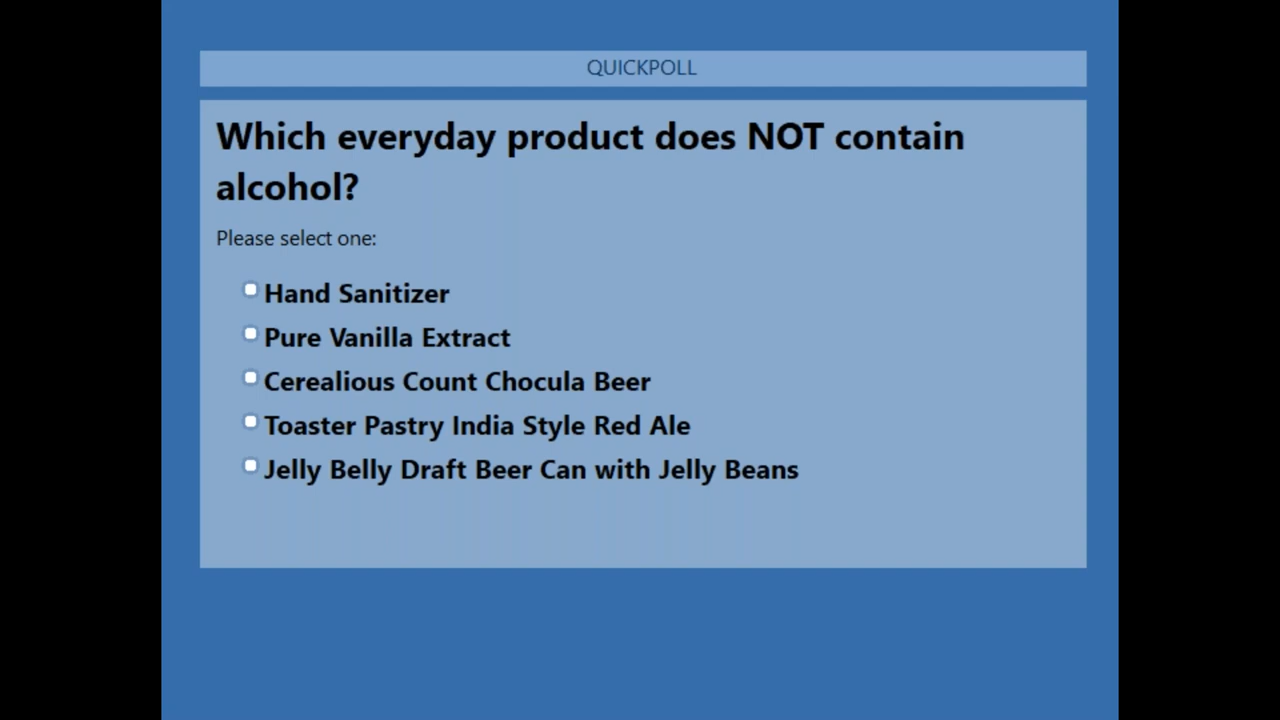 QUICKPOLL
Which everyday product does NOT contain
alcohol?
Please select one:
Hand Sanitizer
Pure Vanilla Extract
Cerealious Count Chocula Beer
Toaster Pastry India Style Red Ale
Jelly Belly Draft Beer Can with Jelly Beans